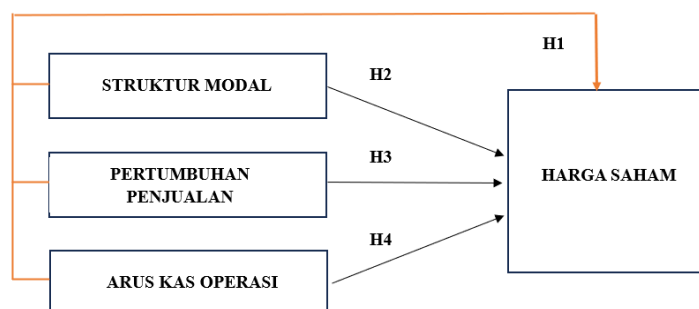 H1
STRUKTUR MODAL
H2
PERTUMBUHAN
PENJUALAN
H3
HARGA SAHAM
H4
ARUS KAS OPERASI